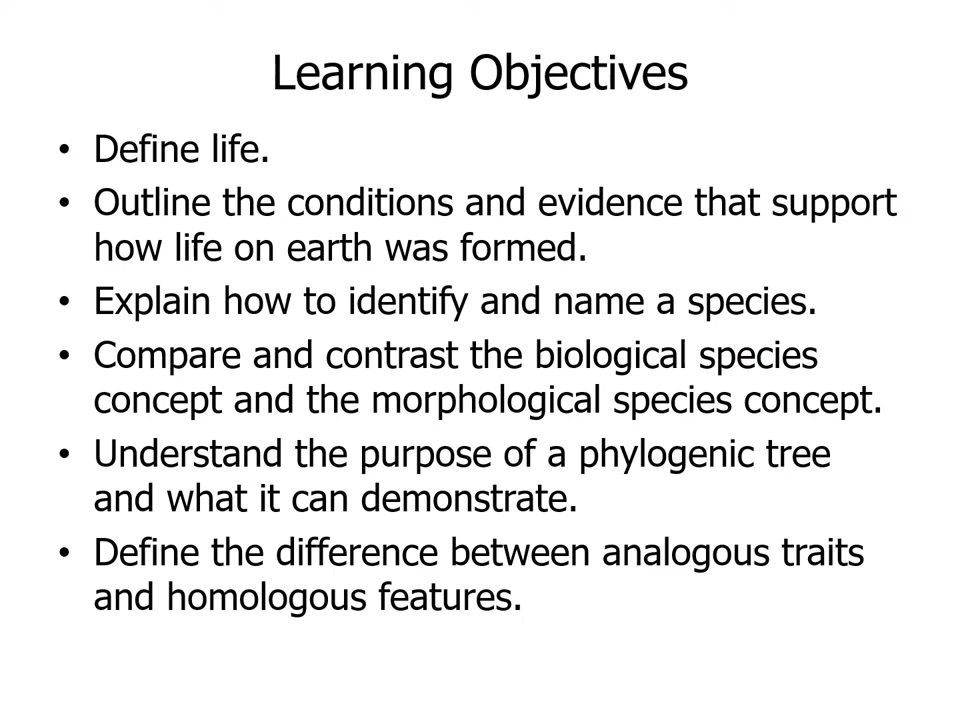 Learning Objectives
• Define life.
• Outline the conditions and evidence that support
how life on earth was formed.
• Explain how to identify and name a species.
• Compare and contrast the biological species
concept and the morphological species concept.
• Understand the purpose of a phylogenic tree
and what it can demonstrate.
• Define the difference between analogous traits
and homologous features.